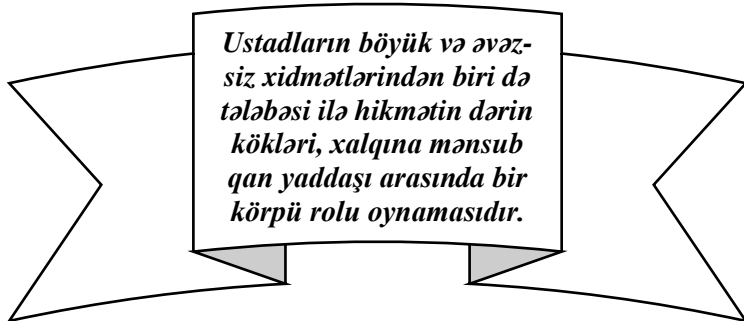 Ustadların böyük və əvəz-
siz xidmətlərindən biri də
tələbəsi ilə hikmətin dərin
kökləri, xalqına mənsub
qan yaddaşı arasında bir
körpü rolu oynamasıdır.